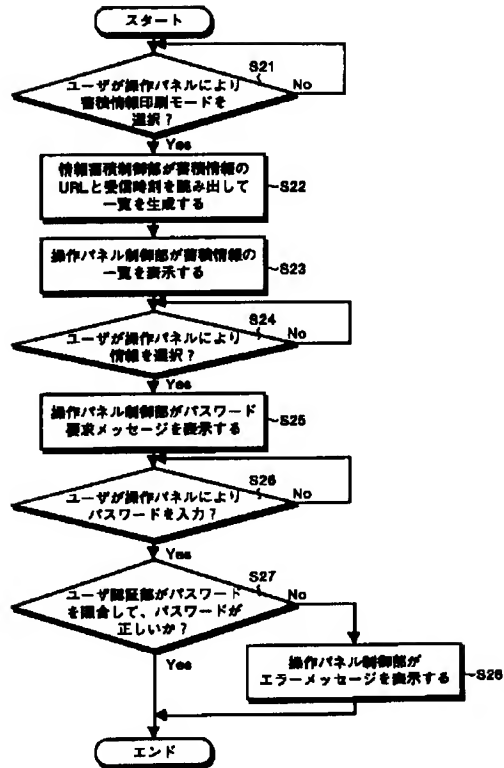 スタート
S21
No
ユーザが操作パネルにより
蓄積情報印刷モードを
選択？
Yes
情報蓄積制御部が蓄積情報の
URLと受信時刻を読み出して
一覧を生成する
S22
操作パネル制御部が蓄積情報の
一覧を表示する
S23
S24
No
ユーザが操作パネルにより
情報を選択？
Yes
操作パネル制御部がパスワード
要求メッセージを表示する
S25
S26
No
ユーザが操作パネルにより
パスワードを入力？
Yes
S27
No
ユーザ認証部がパスワード
を照合して、パスワードが
正しいか？
Yes
操作パネル制御部が
エラーメッセージを表示する
S28
エンド